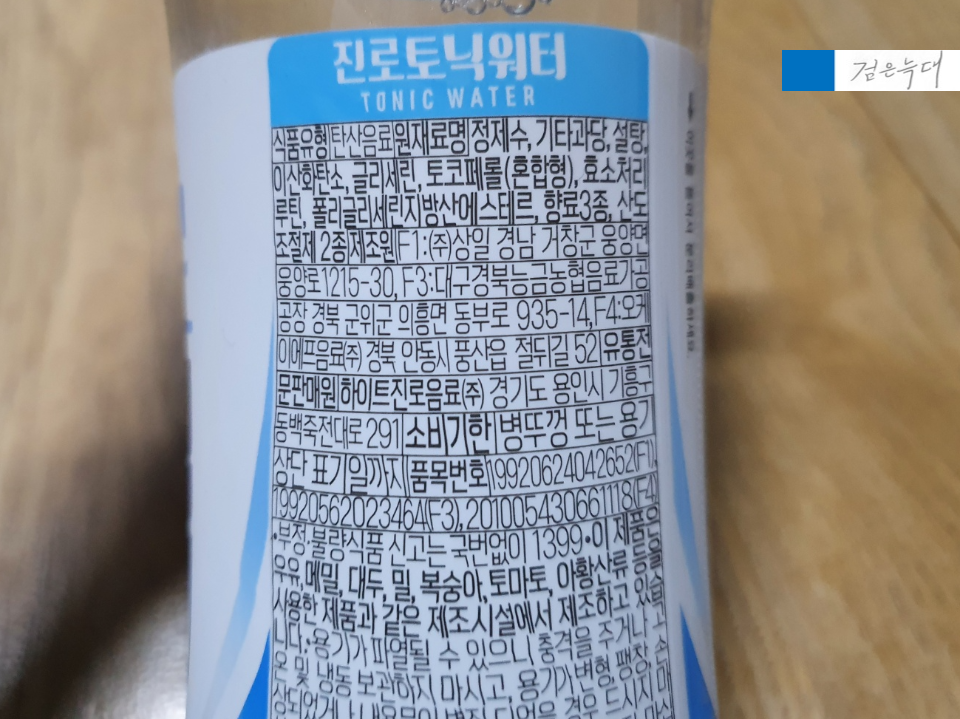 검은늑대
진로토닉워터
TONIC WATER
식품유형 탄산음료 원재료명 정제수, 기타과당, 설탕,
이산화탄소, 글리세린, 토코페롤(혼합형), 효소처리
루틴, 폴리글리세린지방산에스테르, 향료3종, 산도
조절제 2종 제조원 F1:(주)상일 경남 거창군 웅양면
웅양로 1215-30, F3:대구경북능금농협음료가공
공장 경북 군위군 의흥면 동부로 935-14, F4:오케
이에프음료(주) 경북 안동시 풍산읍 절뒤길 52 유통전
문판매원 하이트진로음료(주) 경기도 용인시 기흥구
동백죽전대로 291 소비기한 병뚜껑 또는 용기
상단 표기일까지 품목번호 19920624042652(F1),
19920562023464(F3), 201005430661118(F4)
•부정·불량식품 신고는 국번없이 1399 •이 제품은
우유, 메밀, 대두, 밀, 복숭아, 토마토, 아황산류 등을
사용한 제품과 같은 제조 시설에서 제조하고 있습
니다. •용기가 파열될 수 있으니 충격을 주거나 고
온 및 냉동 보관하지 마시고, 용기가 변형, 팽창, 손
상되었거나 내용물이